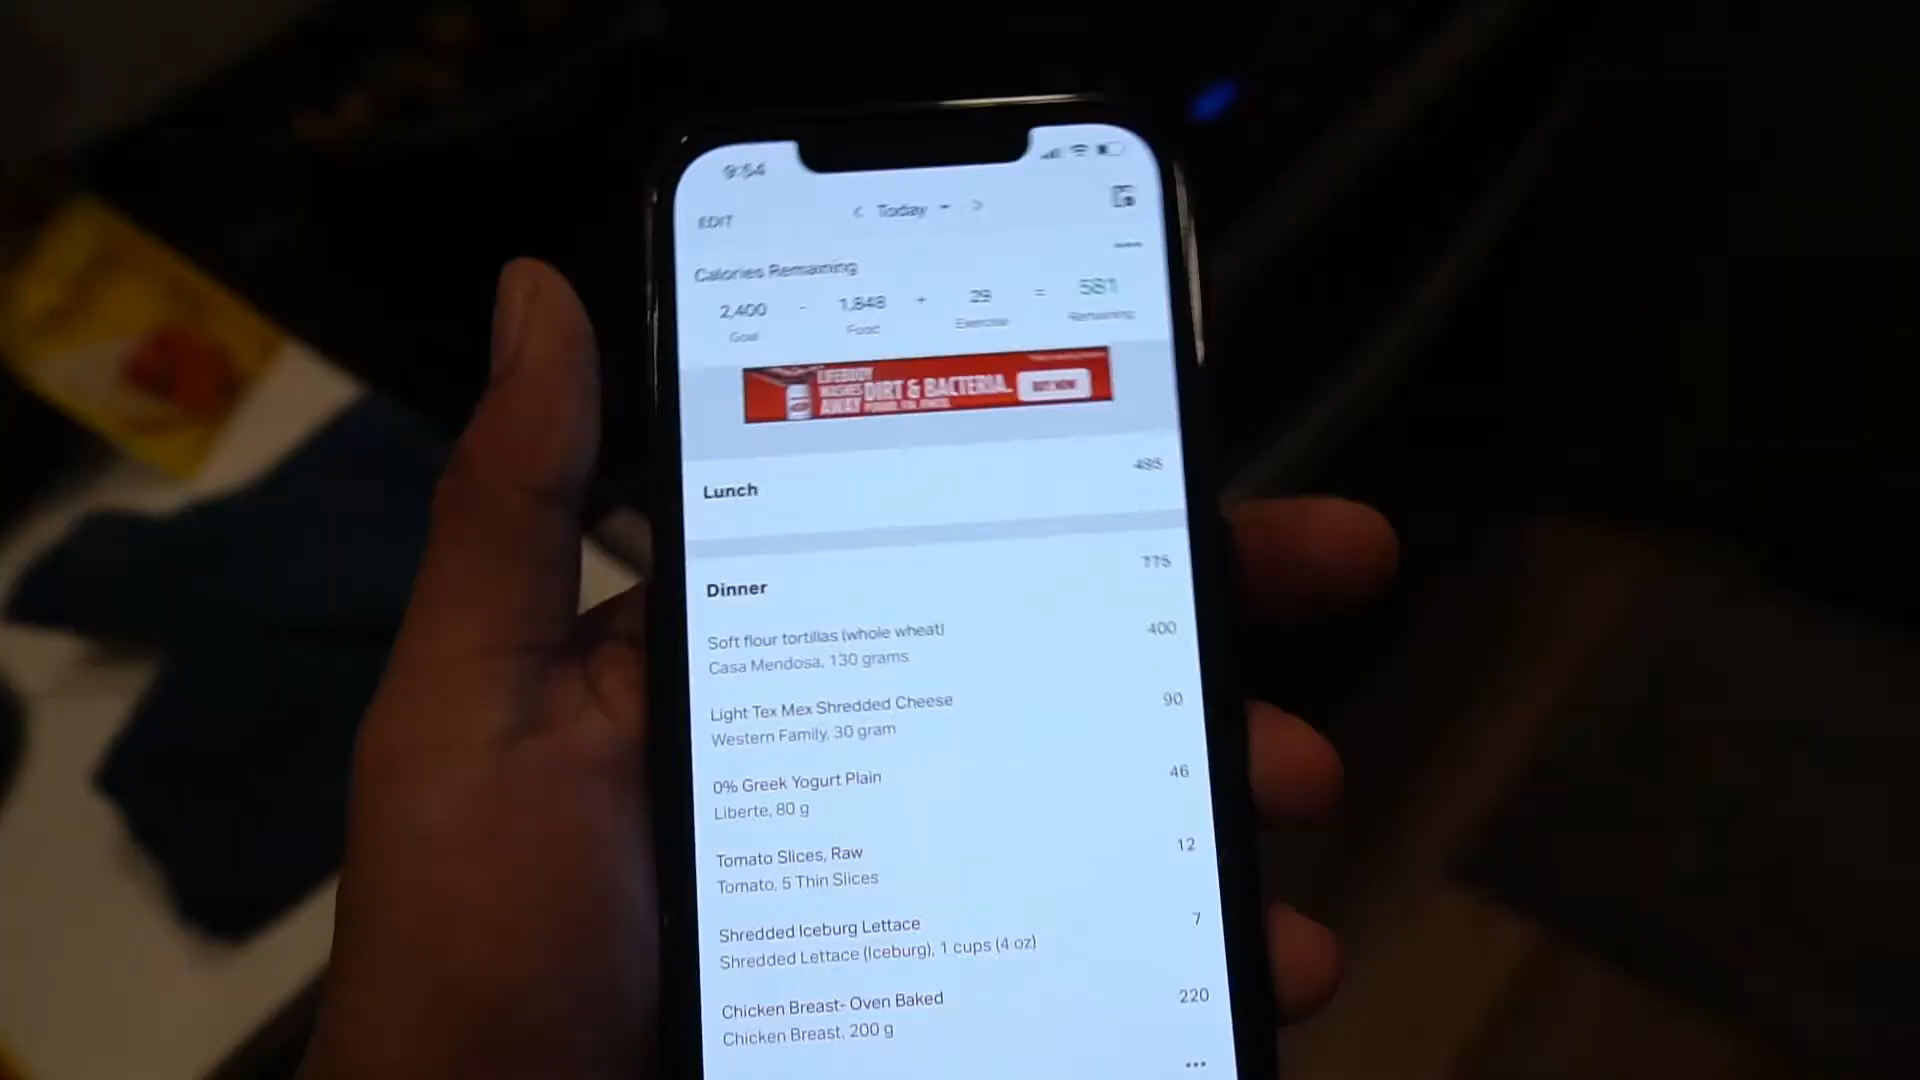 9:54
EDIT
< Today >
Calories Remaining
2,400 - 1,848 + 29 = 581
Goal Food Exercise Remaining
LIFEBUOY
WASHES DIRT & BACTERIA.
AWAY
Lunch 495
Dinner 775
Soft flour tortillas (whole wheat) 400
Casa Mendosa, 130 grams
Light Tex Mex Shredded Cheese 90
Western Family, 30 gram
0% Greek Yogurt Plain 46
Liberte, 80 g
Tomato Slices, Raw 12
Tomato, 5 Thin Slices
Shredded Iceburg Lettace 7
Shredded Lettace (Iceburg), 1 cups (4 oz)
Chicken Breast- Oven Baked 220
Chicken Breast, 200 g